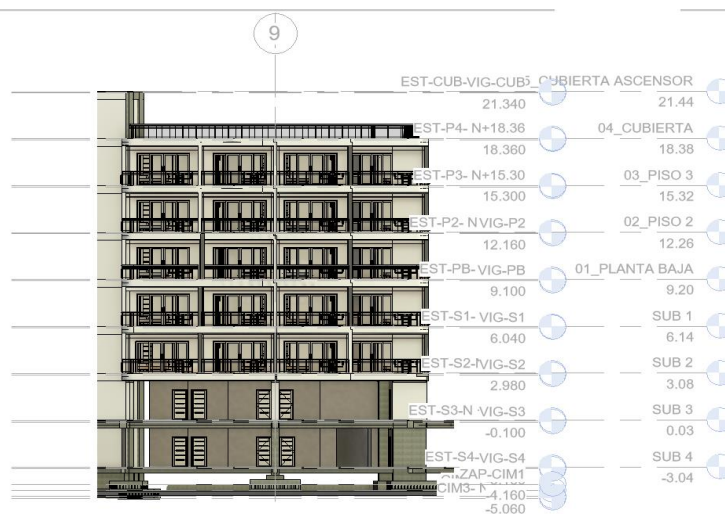 9
EST-CUB-VIG-CUB
CUBIERTA ASCENSOR
21.340
21.44
EST-P4- N+18.36
04_CUBIERTA
18.360
18.38
EST-P3- N+15.30
03_PISO 3
15.300
15.32
EST-P2- N VIG-P2
02_PISO 2
12.160
12.26
EST-PB- VIG-PB
01_PLANTA BAJA
9.100
9.20
EST-S1- VIG-S1
SUB 1
6.040
6.14
EST-S2- VIG-S2
SUB 2
2.980
3.08
EST-S3-N VIG-S3
SUB 3
-0.100
0.03
EST-S4-VIG-S4
SUB 4
ZAP-CIM1
-3.04
CIM3-
-4.160
-5.060